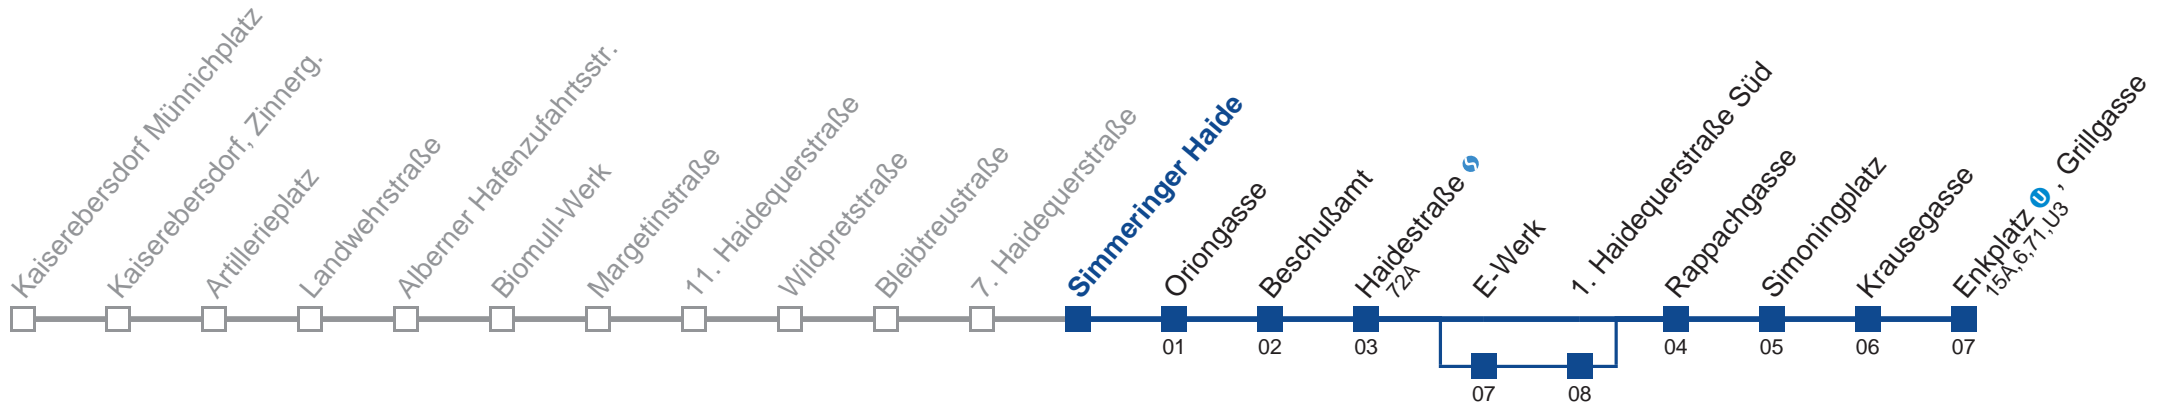 Kaiserebersdorf Münnichplatz
Kaiserebersdorf, Zinnerg.
Artillerieplatz
Landwehrstraße
Alberner Hafenzufahrtsstr.
Biomull-Werk
Margetinstraße
11. Haidequerstraße
Wildpretstraße
Bleibtreustraße
7. Haidequerstraße
Simmeringer Haide
Oriongasse
Beschußamt
Haidestraße S
72A
E-Werk
1. Haidequerstraße Süd
Rappachgasse
Simoningplatz
Krausegasse
Enkplatz U , Grillgasse
15A,6,71,U3
01
02
03
04
05
06
07
07
08